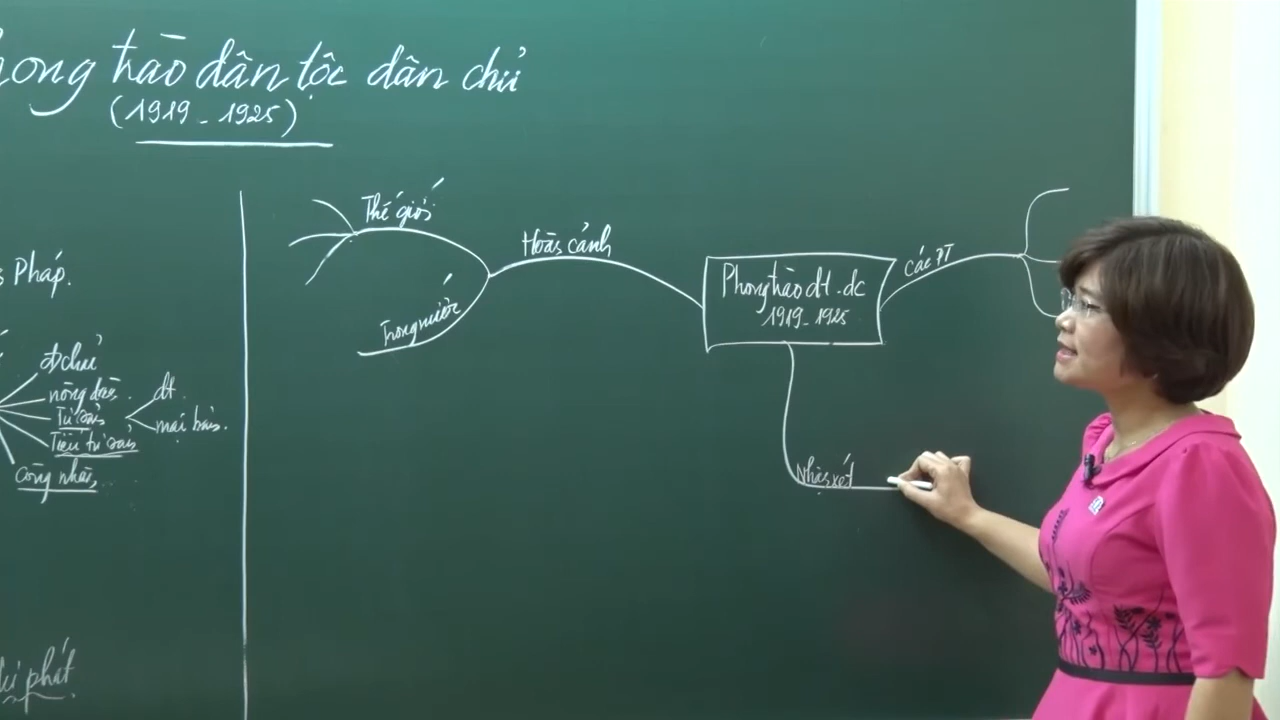 hong trào dân tộc dân chủ
(1919 - 1925)
Pháp.
đchủ
nông dân.
Tư sản
Tiểu tư sản
Công nhân
dt.
mại bản.
tự phát
Thế giới
Trong nước
Hoàn cảnh
Phong trào dt. dc
1919 - 1925
Các PT
Nhận xét